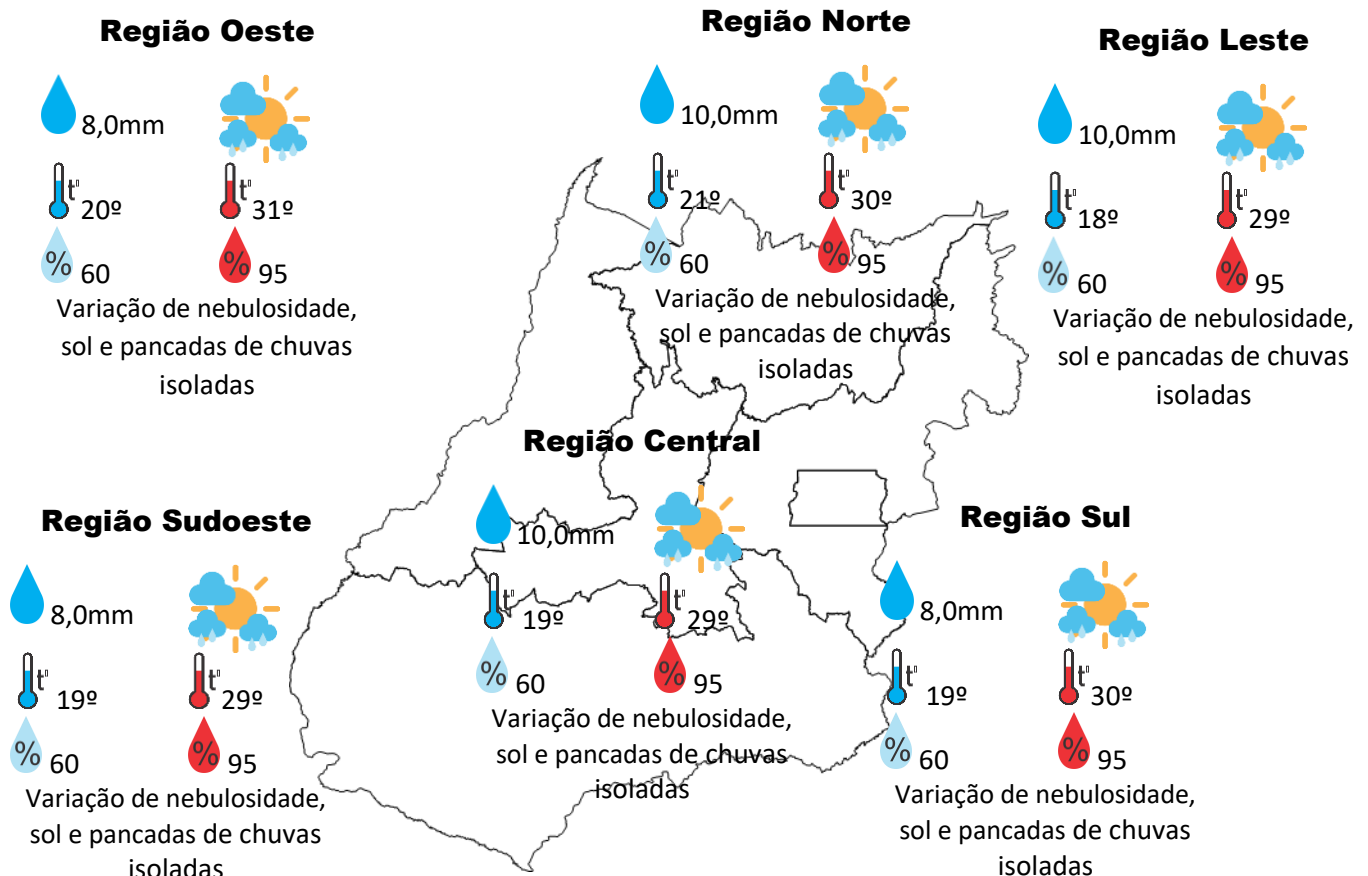 Região Oeste
8,0mm
t°
20º
t°
31º
%
60
%
95
Variação de nebulosidade,
sol e pancadas de chuvas
isoladas
Região Norte
10,0mm
t°
21º
t°
30º
%
60
%
95
Variação de nebulosidade,
sol e pancadas de chuvas
isoladas
Região Leste
10,0mm
t°
18º
t°
29º
%
60
%
95
Variação de nebulosidade,
sol e pancadas de chuvas
isoladas
Região Sudoeste
8,0mm
t°
19º
t°
29º
%
60
%
95
Variação de nebulosidade,
sol e pancadas de chuvas
isoladas
Região Central
10,0mm
t°
19º
t°
29º
%
60
%
95
Variação de nebulosidade,
sol e pancadas de chuvas
isoladas
Região Sul
8,0mm
t°
19º
t°
30º
%
60
%
95
Variação de nebulosidade,
sol e pancadas de chuvas
isoladas